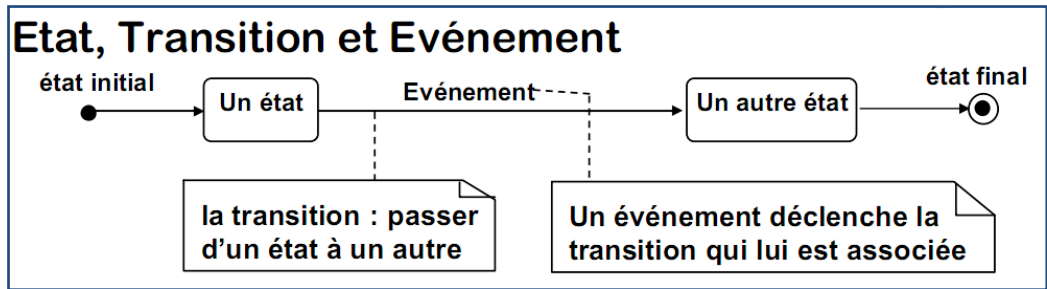 Etat, Transition et Evénement
état initial
Un état
Evénement
Un autre état
état final
la transition : passer
d'un état à un autre
Un événement déclenche la
transition qui lui est associée